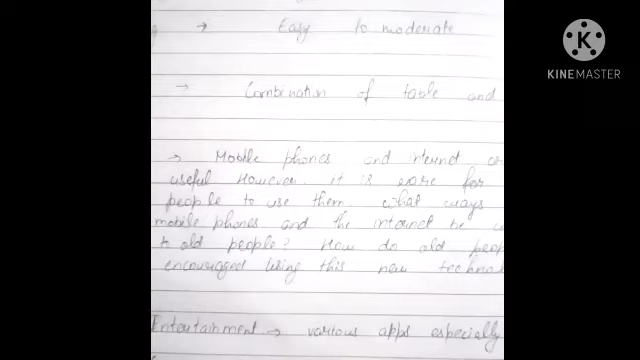 → Easy to moderate
→ Combination of table and
→ Mobile phones and internet
useful However it is rare for
people to use them. What ways
mobile phones and the internet be
to old people? How do old peop
encouraged using this new technol
Entertainment → various apps especially
KINEMASTER